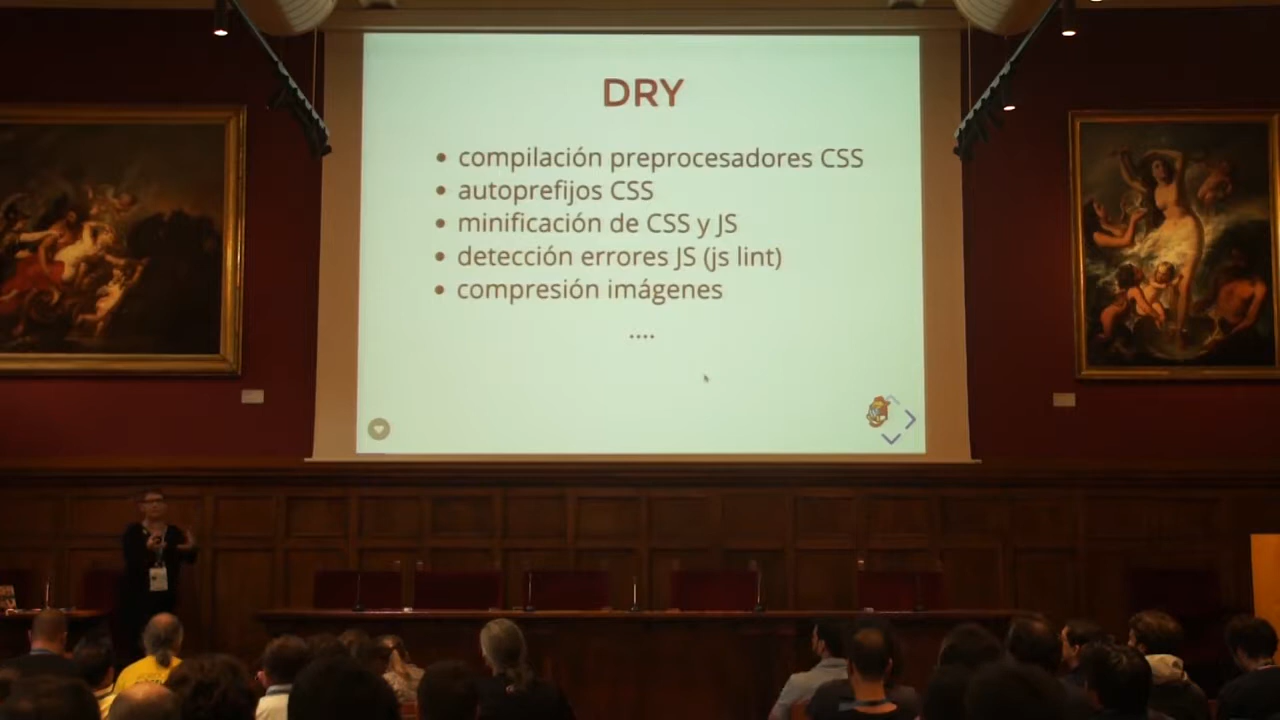 DRY
• compilación preprocesadores CSS
• autoprefijos CSS
• minificación de CSS y JS
• detección errores JS (js lint)
• compresión imágenes
....